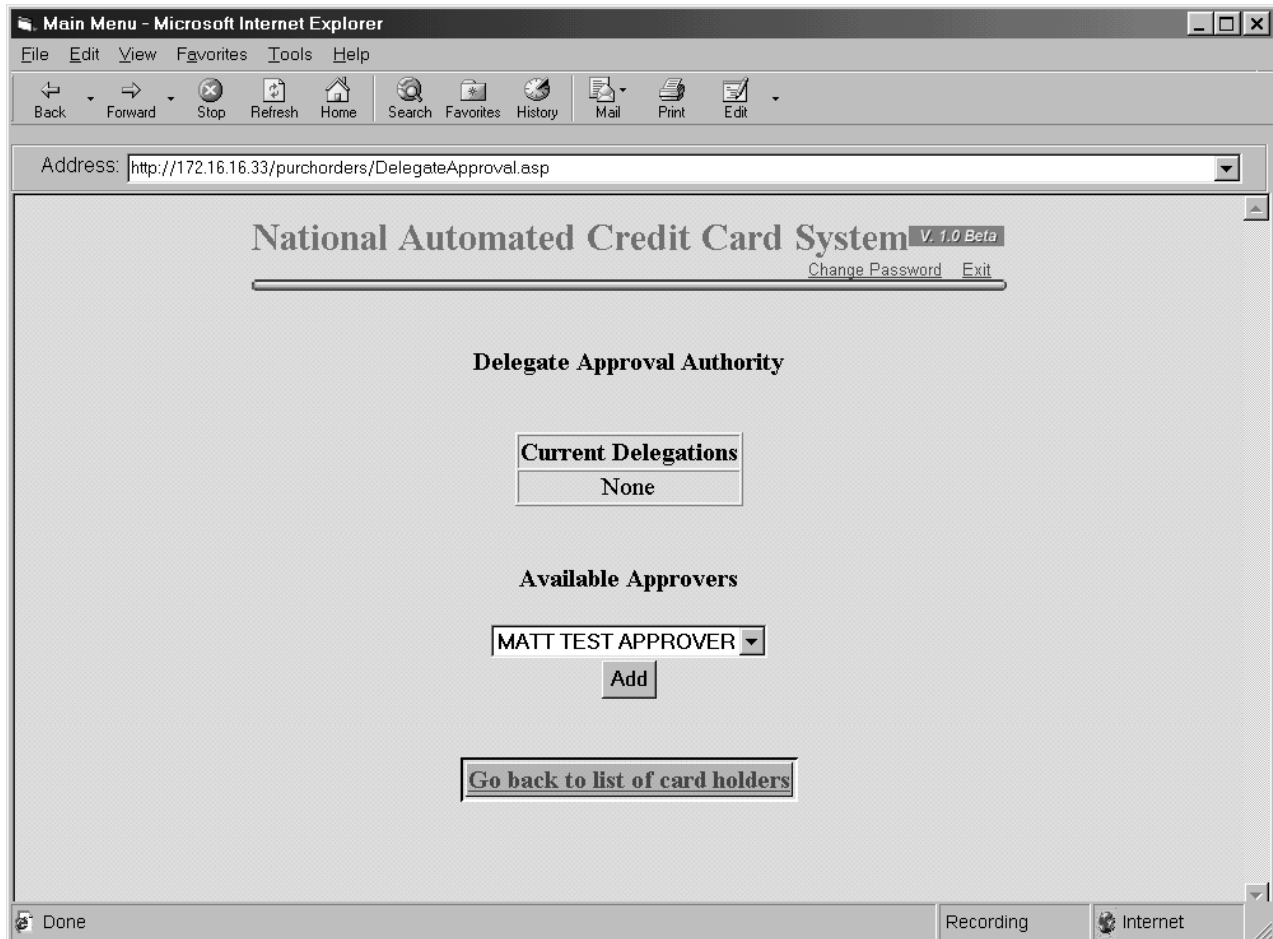 Main Menu - Microsoft Internet Explorer
File Edit View Favorites Tools Help
Back Forward Stop Refresh Home Search Favorites History Mail Print Edit
Address: http://172.16.16.33/purchorders/DelegateApproval.asp
National Automated Credit Card System V. 1.0 Beta
Change Password Exit
Delegate Approval Authority
Current Delegations
None
Available Approvers
MATT TEST APPROVER
Add
Go back to list of card holders
Done Recording Internet